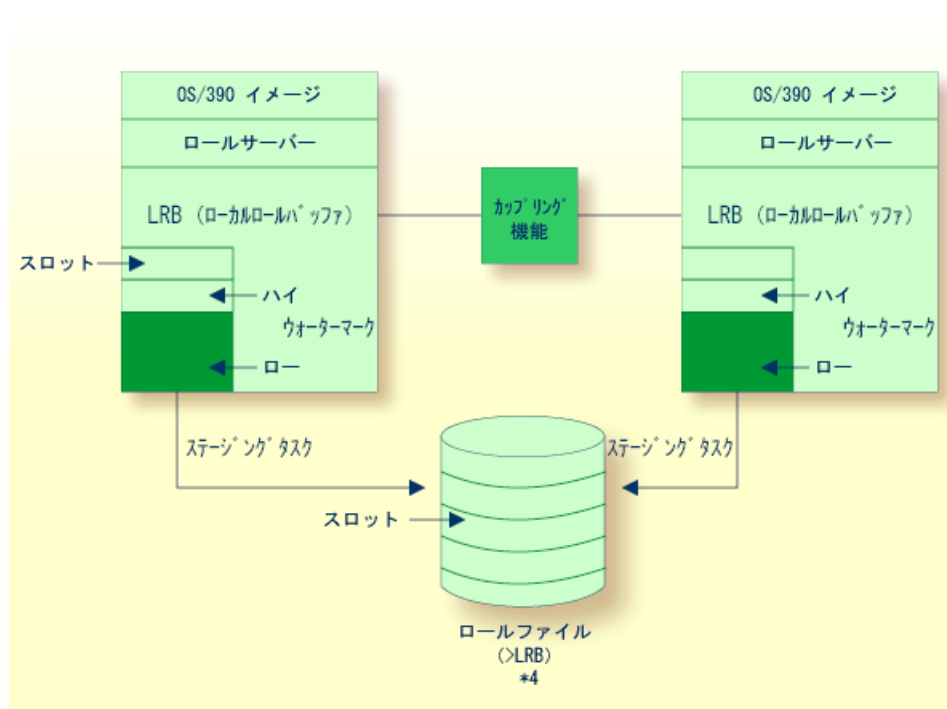 OS/390 イメージ
ロールサーバー
LRB (ローカルロールバッファ)
スロット
ハイ
ウォーターマーク
ロー
ステージングタスク
カップリング
機能
OS/390 イメージ
ロールサーバー
LRB (ローカルロールバッファ)
ハイ
ウォーターマーク
ロー
ステージングタスク
スロット
ロールファイル
(>LRB)
*4